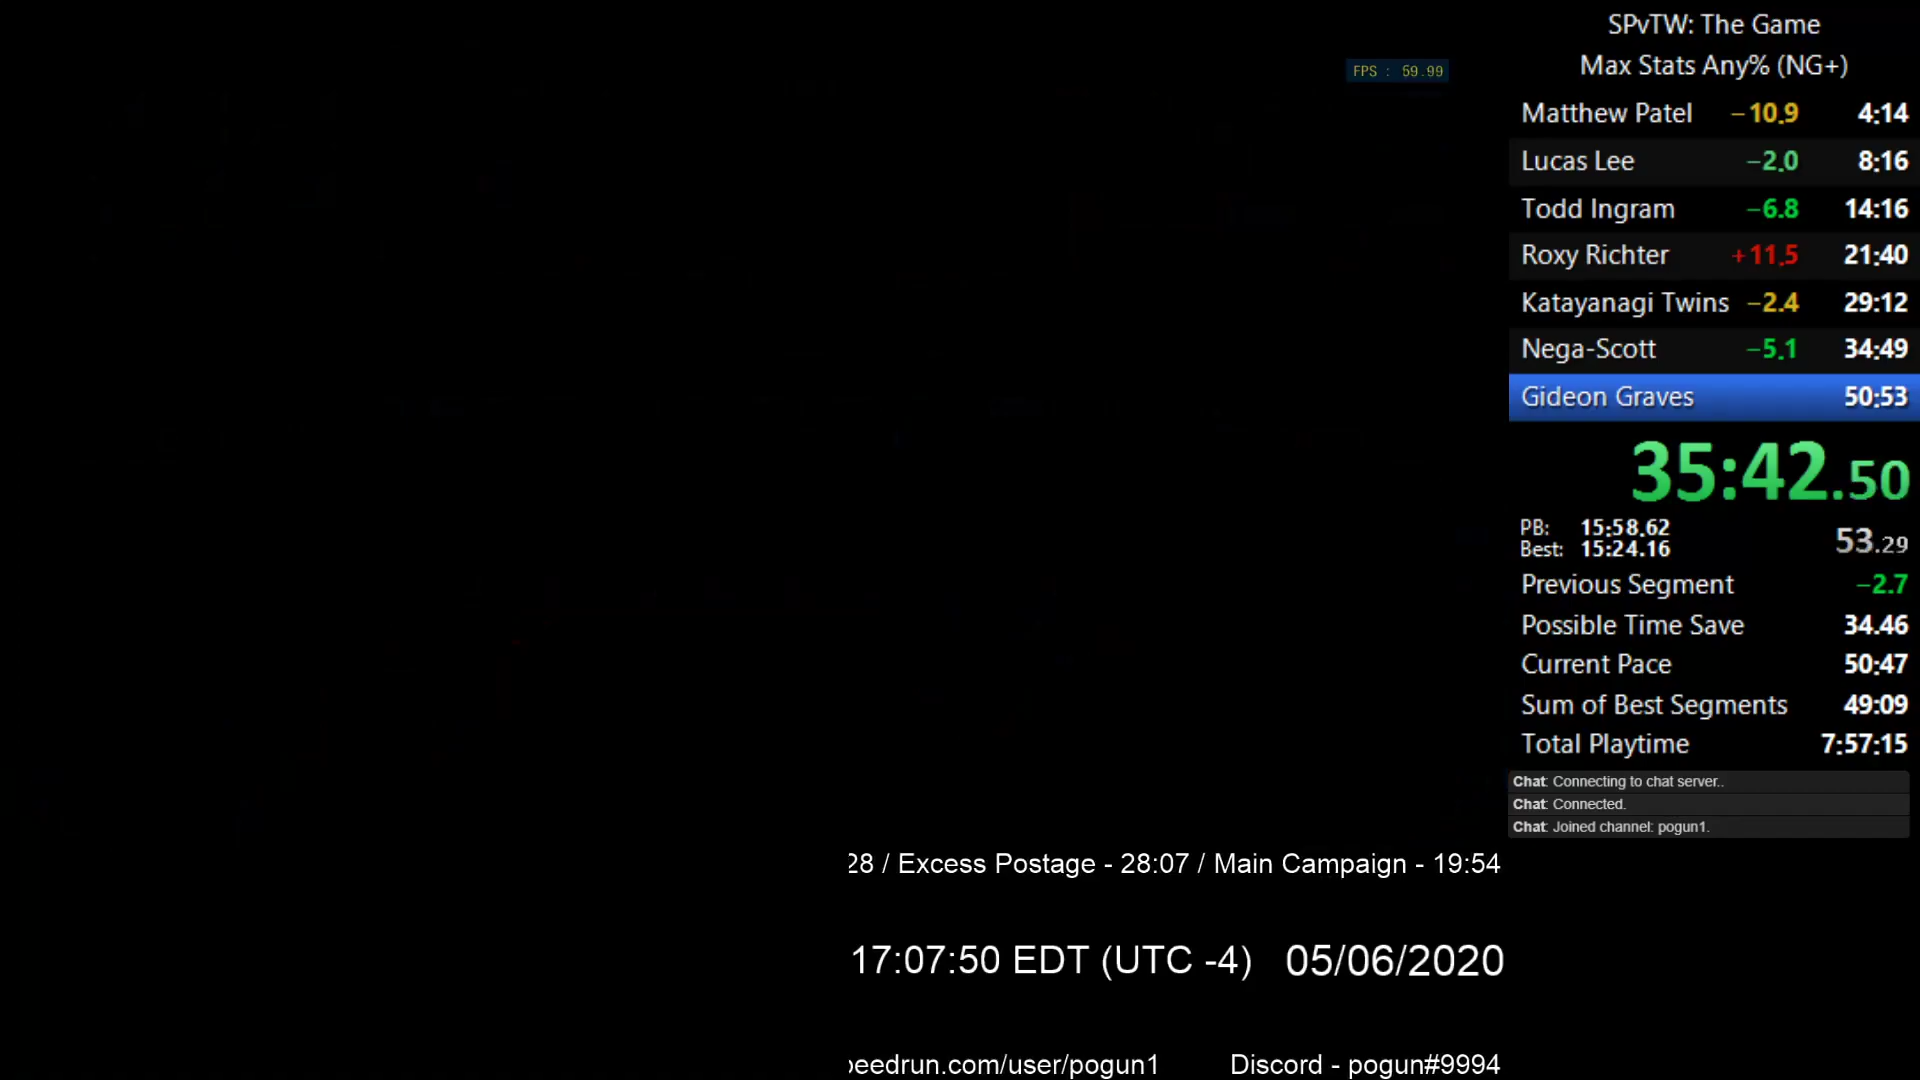 SPvTW: The Game
Max Stats Any% (NG+)
FPS : 59.99
Matthew Patel −10.9 4:14
Lucas Lee −2.0 8:16
Todd Ingram −6.8 14:16
Roxy Richter +11.5 21:40
Katayanagi Twins −2.4 29:12
Nega-Scott −5.1 34:49
Gideon Graves 50:53
35:42.50
PB: 15:58.62
Best: 15:24.16
53.29
Previous Segment −2.7
Possible Time Save 34.46
Current Pace 50:47
Sum of Best Segments 49:09
Total Playtime 7:57:15
Chat: Connecting to chat server..
Chat: Connected.
Chat: Joined channel: pogun1.
28 / Excess Postage - 28:07 / Main Campaign - 19:54
17:07:50 EDT (UTC -4) 05/06/2020
peedrun.com/user/pogun1 Discord - pogun#9994